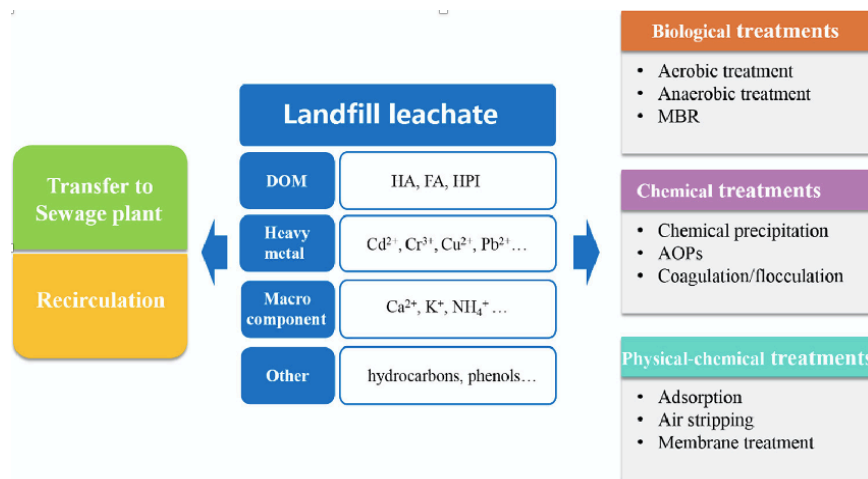 Transfer to
Sewage plant
Recirculation
Landfill leachate
DOM
HA, FA, HPI
Heavy
metal
Cd²⁺, Cr³⁺, Cu²⁺, Pb²⁺...
Macro
component
Ca²⁺, K⁺, NH₄⁺ ...
Other
hydrocarbons, phenols...
Biological treatments
• Aerobic treatment
• Anaerobic treatment
• MBR
Chemical treatments
• Chemical precipitation
• AOPs
• Coagulation/flocculation
Physical-chemical treatments
• Adsorption
• Air stripping
• Membrane treatment